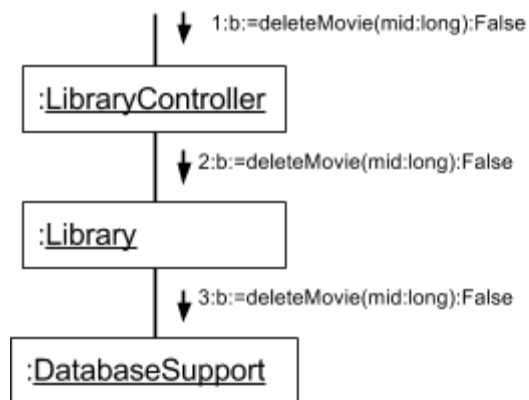 1:b:=deleteMovie(mid:long):False
:LibraryController
2:b:=deleteMovie(mid:long):False
:Library
3:b:=deleteMovie(mid:long):False
:DatabaseSupport